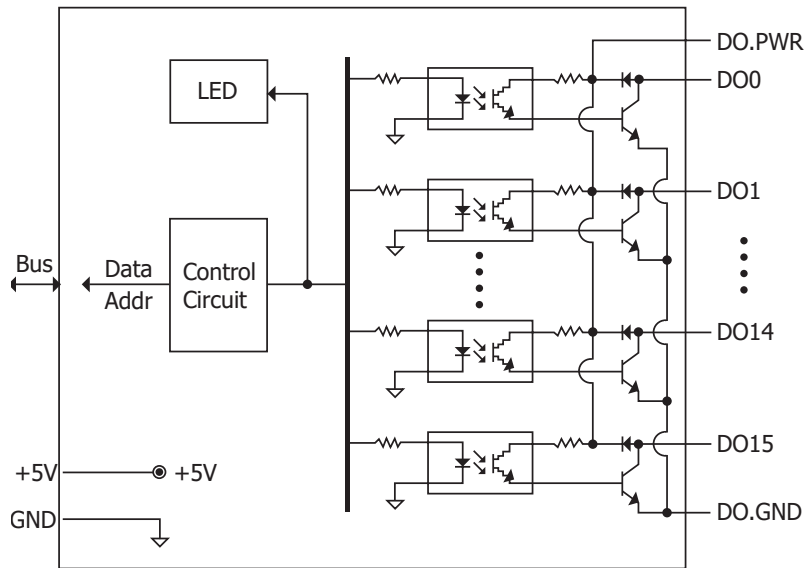 DO.PWR
LED
DO0
DO1
Bus
Data
Addr
Control
Circuit
DO14
DO15
+5V
+5V
GND
DO.GND